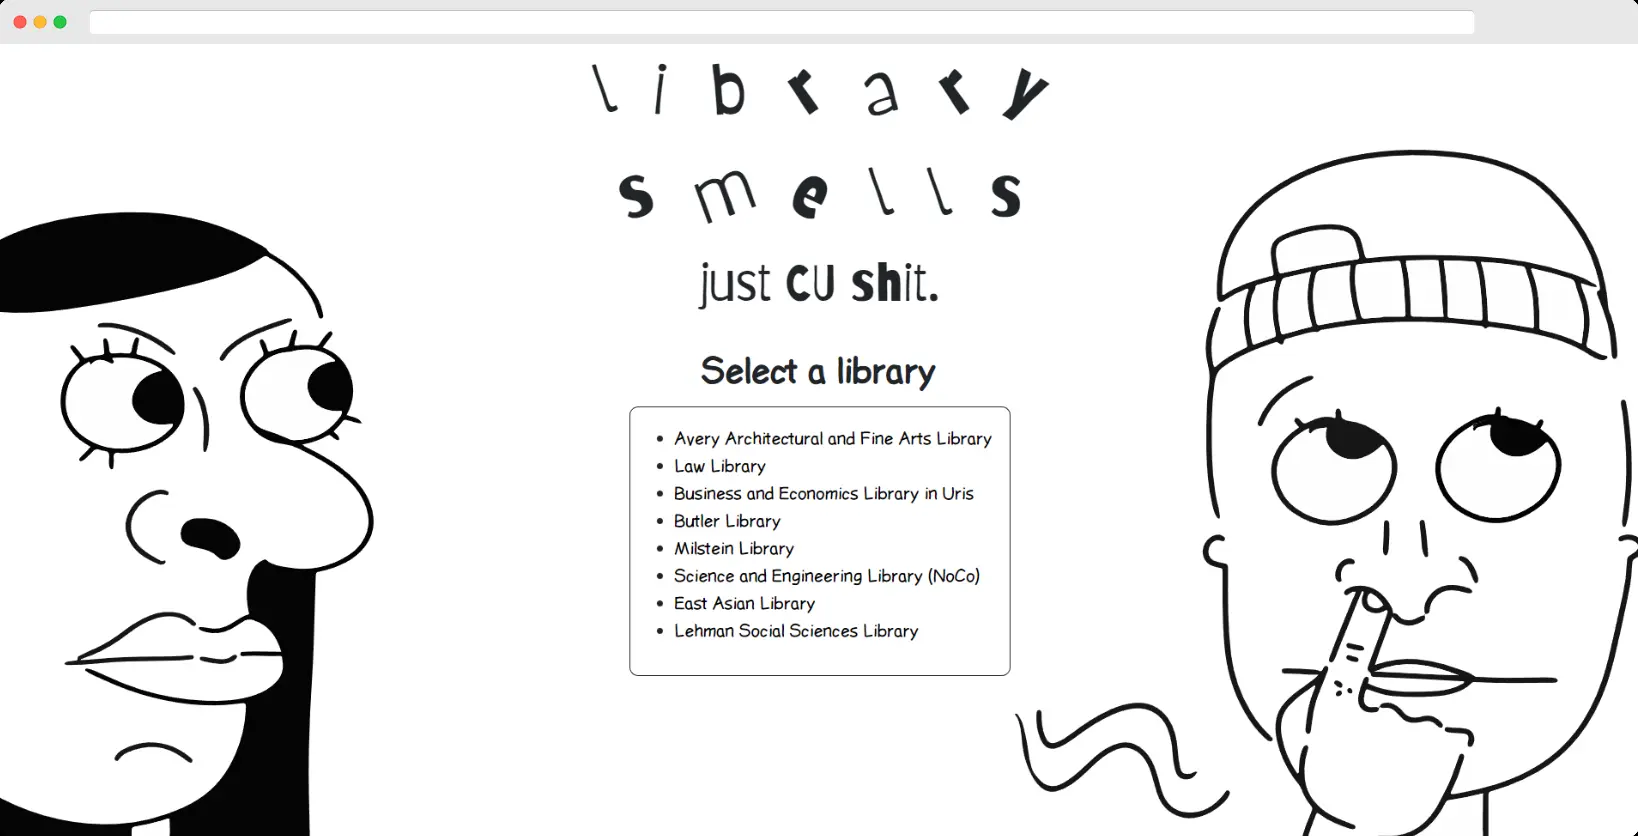 library
smells
just CU shit.
Select a library
Avery Architectural and Fine Arts Library
Law Library
Business and Economics Library in Uris
Butler Library
Milstein Library
Science and Engineering Library (NoCo)
East Asian Library
Lehman Social Sciences Library